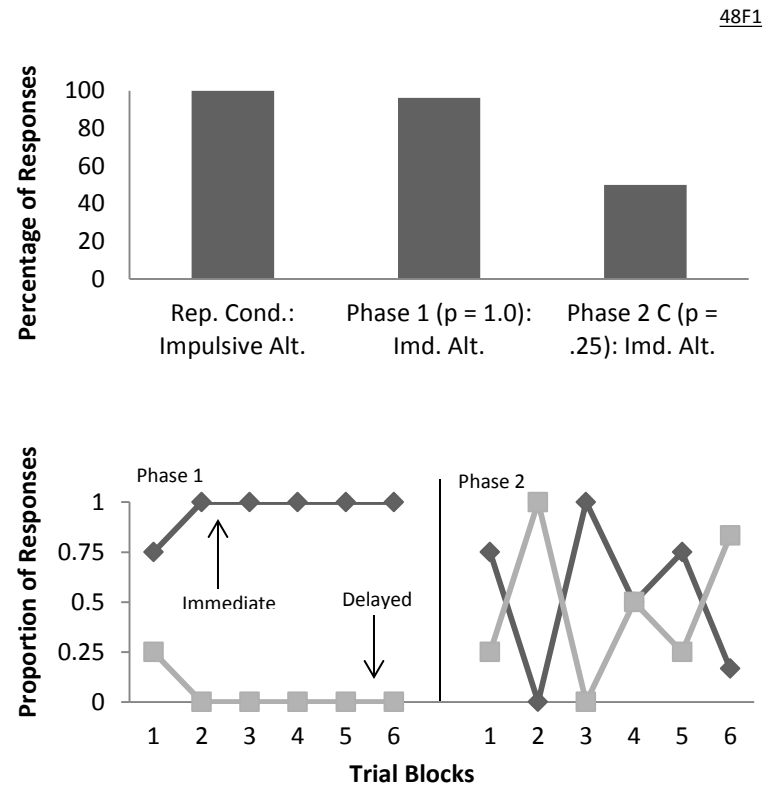 48F1
Percentage of Responses
100
80
60
40
20
0
Rep. Cond.:
Impulsive Alt.
Phase 1 (p = 1.0):
Imd. Alt.
Phase 2 C (p =
.25): Imd. Alt.
Proportion of Responses
Phase 1
Phase 2
1
0.75
0.5
0.25
0
Immediate
Delayed
1 2 3 4 5 6
1 2 3 4 5 6
Trial Blocks